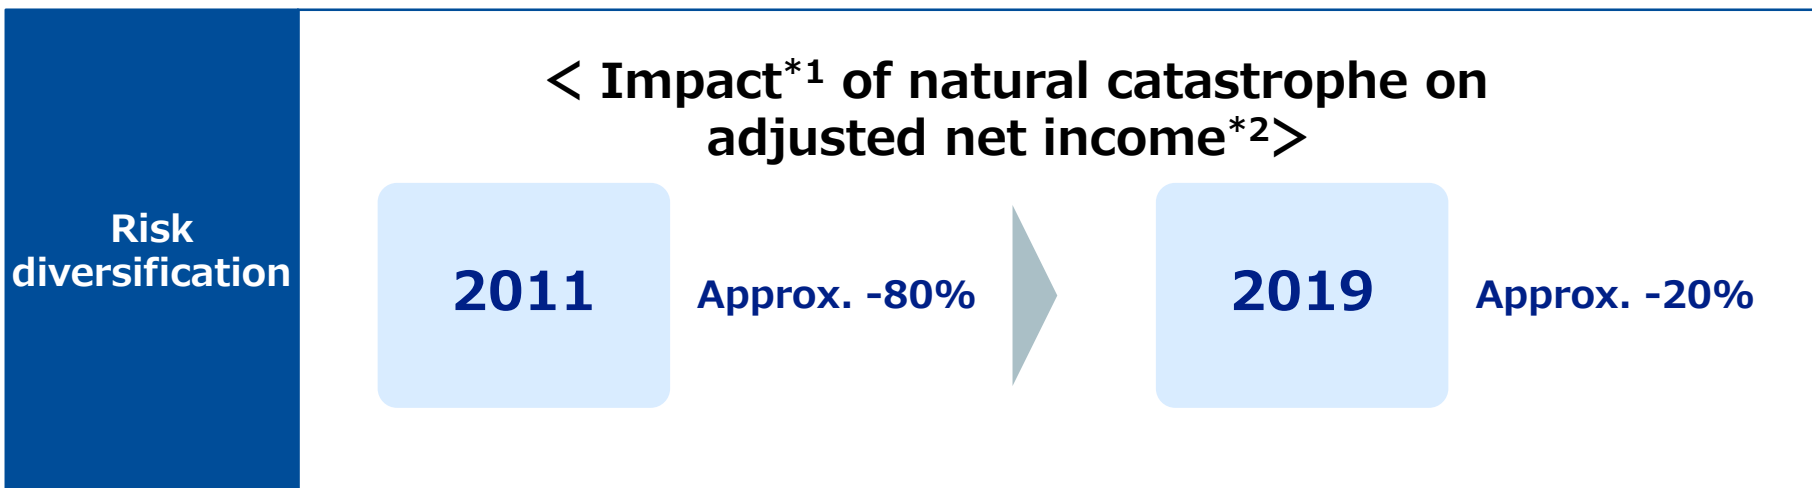 Risk
diversification
< Impact*1 of natural catastrophe on
adjusted net income*2>
2011
Approx. -80%
2019
Approx. -20%